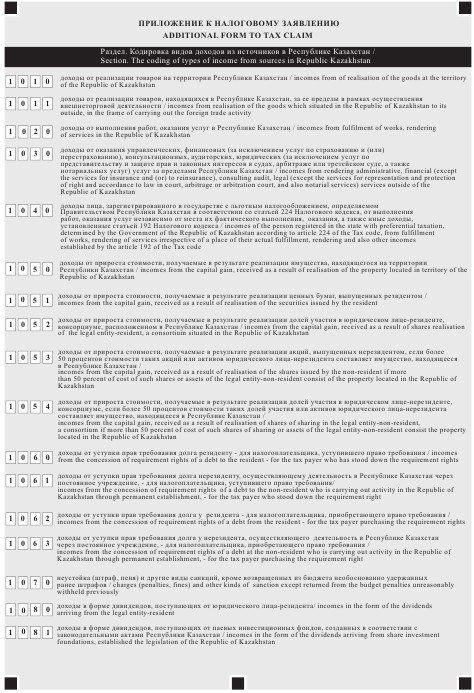 ПРИЛОЖЕНИЕ К НАЛОГОВОМУ ЗАЯВЛЕНИЮ
ADDITIONAL FORM TO TAX CLAIM
Раздел. Кодировка видов доходов из источников в Республике Казахстан /
Section. The coding of types of income from sources in Republic Kazakhstan
1010 доходы от реализации товаров на территории Республики Казахстан / incomes from of realisation of the goods at the territory
of the Republic of Kazakhstan
1011 доходы от реализации товаров, находящихся в Республике Казахстан, за ее пределы в рамках осуществления
внешнеторговой деятельности / incomes from realisation of the goods which situated in the Republic of Kazakhstan to its
outside, in the frame of carrying out the foreign trade activity
1020 доходы от выполнения работ, оказания услуг в Республике Казахстан / incomes from fulfilment of works, rendering
of services in the Republic of Kazakhstan
1030 доходы от оказания управленческих, финансовых (за исключением услуг по страхованию и (или)
перестрахованию), консультационных, аудиторских, юридических (за исключением услуг по
представительству и защите прав и законных интересов в судах, арбитраже или третейском суде, а также
нотариальных услуг) услуг за пределами Республики Казахстан / incomes from rendering administrative, financial (except
the services for insurance and (or) to reinsurance), consulting audit, legal (except the services for representation and protection
of right and accordance to law in court, arbitrage or arbitration court, and also notarial services) services outside of the
Republic of Kazakhstan
1040 доходы лица, зарегистрированного в государстве с льготным налогообложением, определяемом
Правительством Республики Казахстан в соответствии со статьей 224 Налогового кодекса, от выполнения
работ, оказания услуг независимо от места их фактического выполнения, оказания, а также иные доходы,
установленные статьей 192 Налогового кодекса / incomes of the person registered in the state with preferential taxation,
determined by the Government of the Republic of Kazakhstan according to article 224 of the Tax code, from fulfillment
of works, rendering of services irrespective of a place of their actual fulfillment, rendering and also other incomes
established by the article 192 of the Tax code
1050 доходы от прироста стоимости, получаемые в результате реализации имущества, находящегося на территории
Республики Казахстан / incomes from the capital gain, received as a result of realisation of the property located in territory of the
Republic of Kazakhstan
1051 доходы от прироста стоимости, получаемые в результате реализации ценных бумаг, выпущенных резидентом /
incomes from the capital gain, received as a result of realisation of the securities issued by the resident
1052 доходы от прироста стоимости, получаемые в результате реализации долей участия в юридическом лице-резиденте,
консорциуме, расположенном в Республике Казахстан / incomes from the capital gain, received as a result of shares realisation
of the legal entity-resident, a consortium situated in the Republic of Kazakhstan
1053 доходы от прироста стоимости, получаемые в результате реализации акций, выпущенных нерезидентом, если более
50 процентов стоимости таких акций или активов юридического лица-нерезидента составляет имущество, находящееся
в Республике Казахстан /
incomes from the capital gain, received as a result of realisation of the shares issued by the non-resident if more
than 50 percent of cost of such shares or assets of the legal entity-non-resident consist of the property located in the Republic of
Kazakhstan
1054 доходы от прироста стоимости, получаемые в результате реализации долей участия в юридическом лице-нерезиденте,
консорциуме, если более 50 процентов стоимости таких долей участия или активов юридического лица-нерезидента
составляет имущество, находящееся в Республике Казахстан /
incomes from the capital gain, received as a result of realisation of shares of sharing in the legal entity-non-resident,
a consortium if more than 50 percent of cost of such shares of sharing or assets of the legal entity-non-resident consist the property
located in the Republic of Kazakhstan
1060 доходы от уступки прав требования долга резиденту - для налогоплательщика, уступившего право требования / incomes
from the concession of requirement rights of a debt to the resident - for the tax payer who has stood down the requirement rights
1061 доходы от уступки прав требования долга нерезиденту, осуществляющему деятельность в Республике Казахстан через
постоянное учреждение, - для налогоплательщика, уступившего право требования/
incomes from the concession of requirement rights of a debt to the non-resident who is carrying out activity in the Republic of
Kazakhstan through permanent establishment, - for the tax payer who stood down the requirement right
1062 доходы от уступки прав требования долга у резидента - для налогоплательщика, приобретающего право требования /
incomes from the concession of requirement rights of a debt from the resident - for the tax payer purchasing the requirement rights
1063 доходы от уступки прав требования долга у нерезидента, осуществляющего деятельность в Республике Казахстан
через постоянное учреждение, - для налогоплательщика, приобретающего право требования /
incomes from the concession of requirement rights of a debt at the non-resident who is carrying out activity in the Republic of
Kazakhstan through permanent establishment, - for the tax payer purchasing the requirement right
1070 неустойка (штраф, пеня) и другие виды санкций, кроме возвращенных из бюджета необоснованно удержанных
ранее штрафов / charges (penalties, fines) and other kinds of sanction except returned from the budget penalties unreasonably
withheld previously
1080 доходы в форме дивидендов, поступающих от юридического лица-резидента/ incomes in the form of the dividends
arriving from the legal entity-resident
1081 доходы в форме дивидендов, поступающих от паевых инвестиционных фондов, созданных в соответствии с
законодательными актами Республики Казахстан / incomes in the form of the dividends arriving from share investment
foundations, established the legislation of the Republic of Kazakhstan